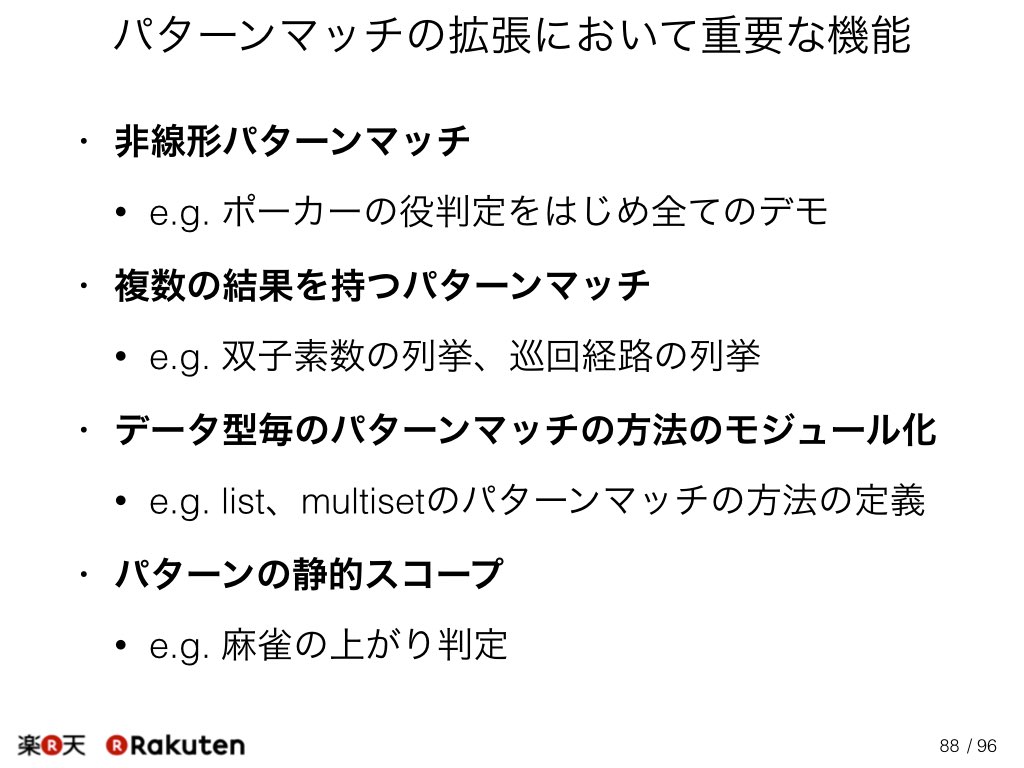 パターンマッチの拡張において重要な機能
• 非線形パターンマッチ
• e.g. ポーカーの役判定をはじめ全てのデモ
• 複数の結果を持つパターンマッチ
• e.g. 双子素数の列挙、巡回経路の列挙
• データ型毎のパターンマッチの方法のモジュール化
• e.g. list、multisetのパターンマッチの方法の定義
• パターンの静的スコープ
• e.g. 麻雀の上がり判定
楽R天 R Rakuten
88 / 96